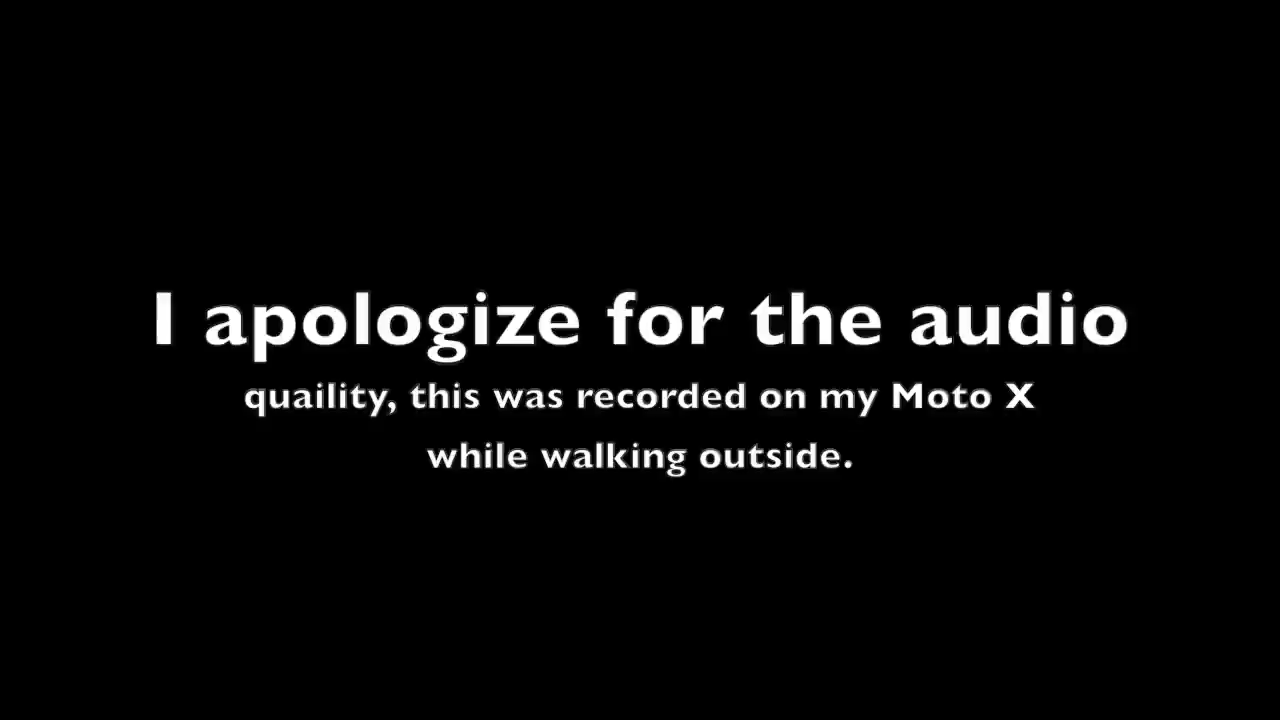 I apologize for the audio
quaility, this was recorded on my Moto X
while walking outside.